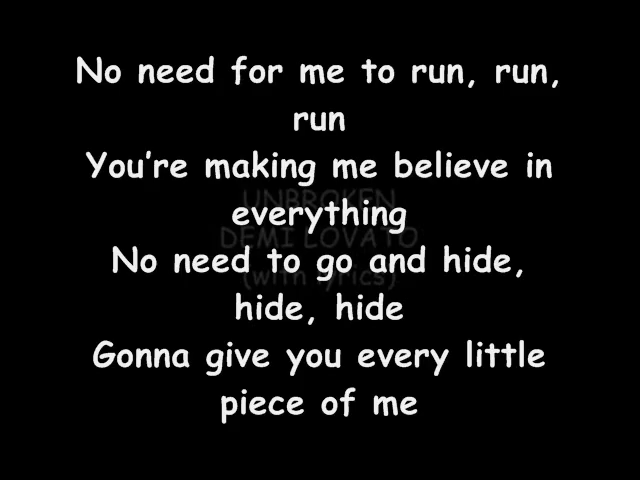 No need for me to run, run,
run
You're making me believe in
UNBROKEN
everything
DEMI LOVATO
No need to go and hide,
(with lyrics)
hide, hide
Gonna give you every little
piece of me